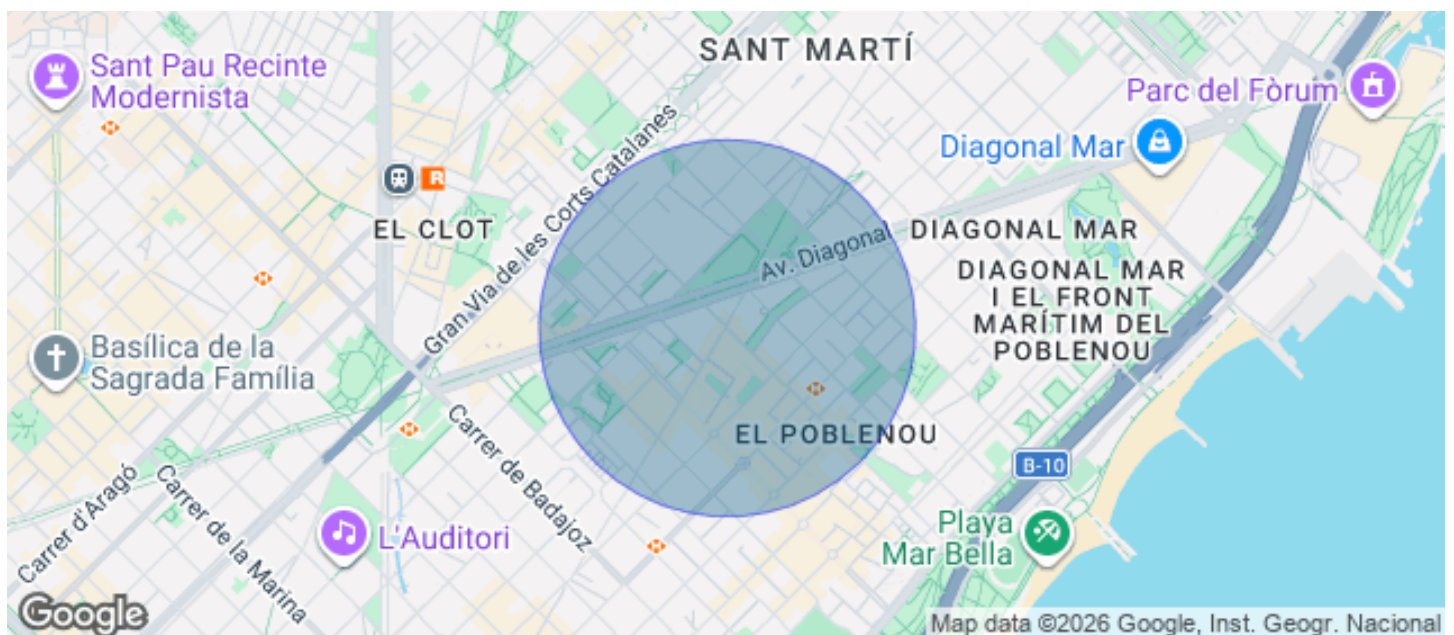 SANT MARTÍ
Sant Pau Recinte
Modernista
Parc del Fòrum
Diagonal Mar
R
EL CLOT
Gran Via de les Corts Catalanes
Av. Diagonal
DIAGONAL MAR
DIAGONAL MAR
I EL FRONT
MARÍTIM DEL
POBLENOU
Basílica de la
Sagrada Família
EL POBLENOU
Carrer de Badajoz
B-10
Carrer d'Aragó
Carrer de la Marina
L'Auditori
Playa
Mar Bella
Google
Map data ©2026 Google, Inst. Geogr. Nacional